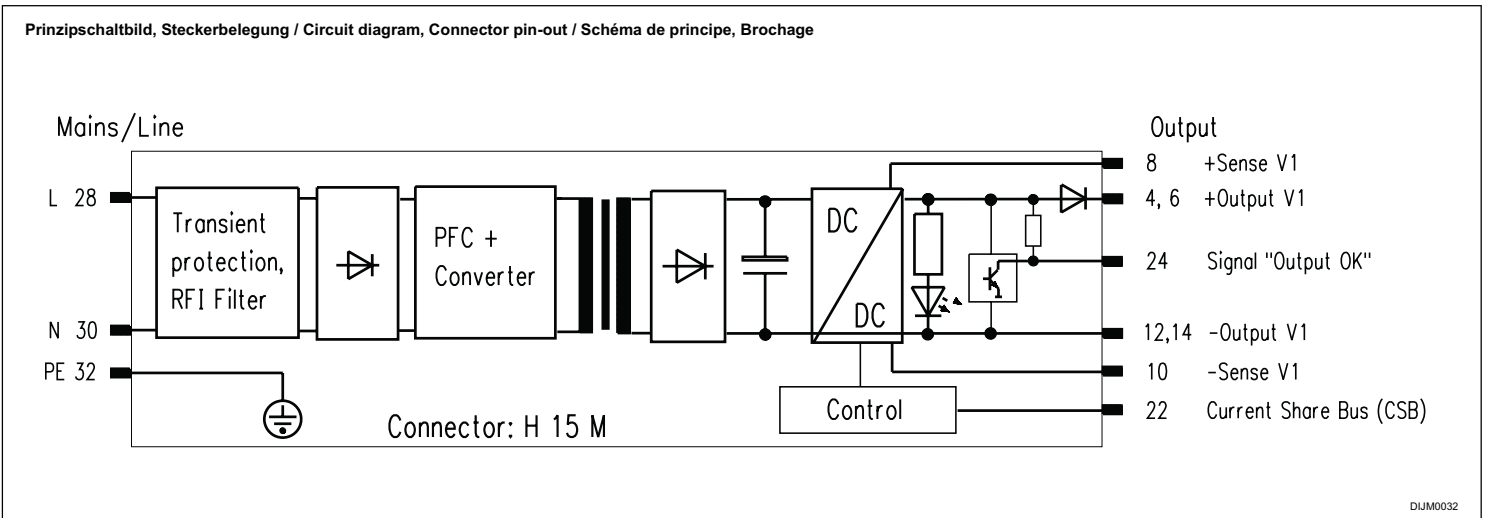 Prinzipschaltbild, Steckerbelegung / Circuit diagram, Connector pin-out / Schéma de principe, Brochage
Mains/Line
Output
L 28
N 30
PE 32
Transient
protection,
RFI Filter
PFC +
Converter
DC
DC
Control
Connector: H 15 M
8 +Sense V1
4, 6 +Output V1
24 Signal "Output OK"
12,14 -Output V1
10 -Sense V1
22 Current Share Bus (CSB)
DIJM0032